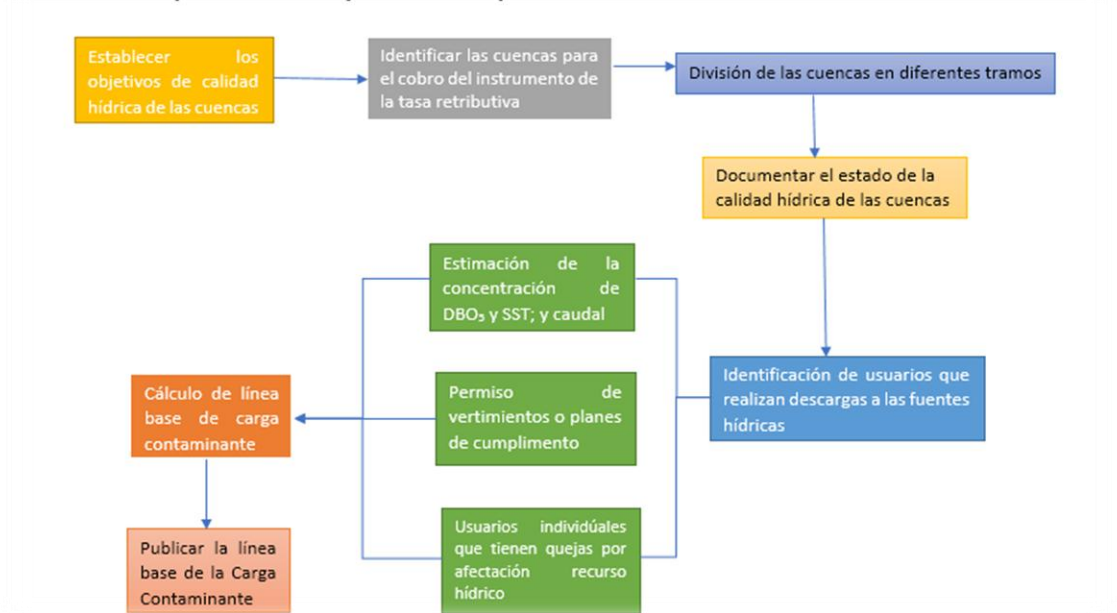 Establecer los
objetivos de calidad
hídrica de las cuencas
Identificar las cuencas para
el cobro del instrumento de
la tasa retributiva
División de las cuencas en diferentes tramos
Documentar el estado de la
calidad hídrica de las cuencas
Identificación de usuarios que
realizan descargas a las fuentes
hídricas
Estimación de la
concentración de
DBO₅ y SST; y caudal
Permiso de
vertimientos o planes
de cumplimento
Usuarios individúales
que tienen quejas por
afectación recurso
hídrico
Cálculo de línea
base de carga
contaminante
Publicar la línea
base de la Carga
Contaminante